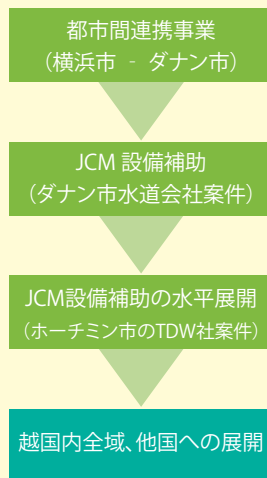 都市間連携事業
（横浜市 - ダナン市）
JCM 設備補助
（ダナン市水道会社案件）
JCM設備補助の水平展開
（ホーチミン市のTDW社案件）
越国内全域、他国への展開